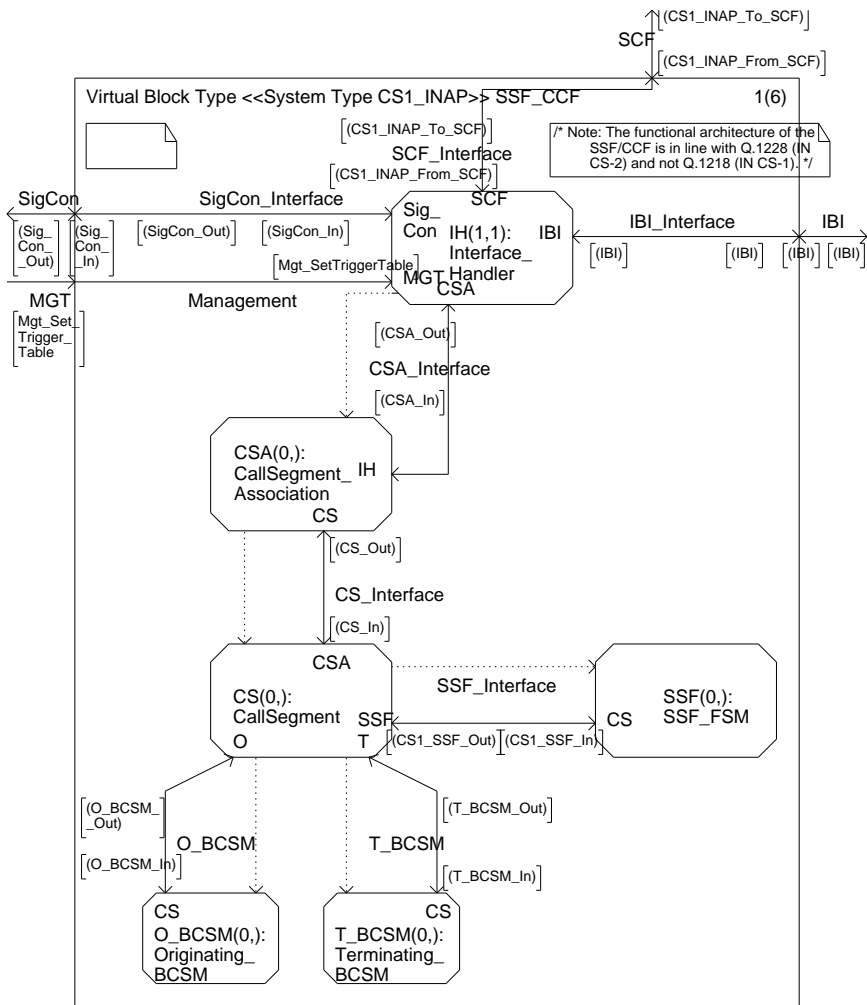 [(CS1_INAP_To_SCF)]
SCF
[(CS1_INAP_From_SCF)]
Virtual Block Type <<System Type CS1_INAP>> SSF_CCF
1(6)
[(CS1_INAP_To_SCF)]
/* Note: The functional architecture of the
SSF/CCF is in line with Q.1228 (IN
CS-2) and not Q.1218 (IN CS-1). */
SCF_Interface
[(CS1_INAP_From_SCF)]
SigCon
SigCon_Interface
SCF
[(Sig_
Con_
_Out)]
[(Sig_
Con_
_In)]
[(SigCon_Out)]
[(SigCon_In)]
Sig_
Con
IH(1,1):
Interface_
Handler
IBI
IBI_Interface
IBI
[(IBI)]
[(IBI)]
[(IBI)]
[(IBI)]
[Mgt_SetTriggerTable]
MGT
CSA
MGT
Management
[Mgt_Set_
Trigger_
Table]
[(CSA_Out)]
CSA_Interface
[(CSA_In)]
CSA(0,):
CallSegment_
Association
IH
CS
[(CS_Out)]
CS_Interface
[(CS_In)]
CSA
CS(0,):
CallSegment
SSF
O
T
SSF_Interface
[(CS1_SSF_Out)]
[(CS1_SSF_In)]
SSF(0,):
SSF_FSM
CS
[(O_BCSM_
_Out)]
O_BCSM
[(O_BCSM_In)]
[(T_BCSM_Out)]
T_BCSM
[(T_BCSM_In)]
CS
O_BCSM(0,):
Originating_
BCSM
CS
T_BCSM(0,):
Terminating_
BCSM